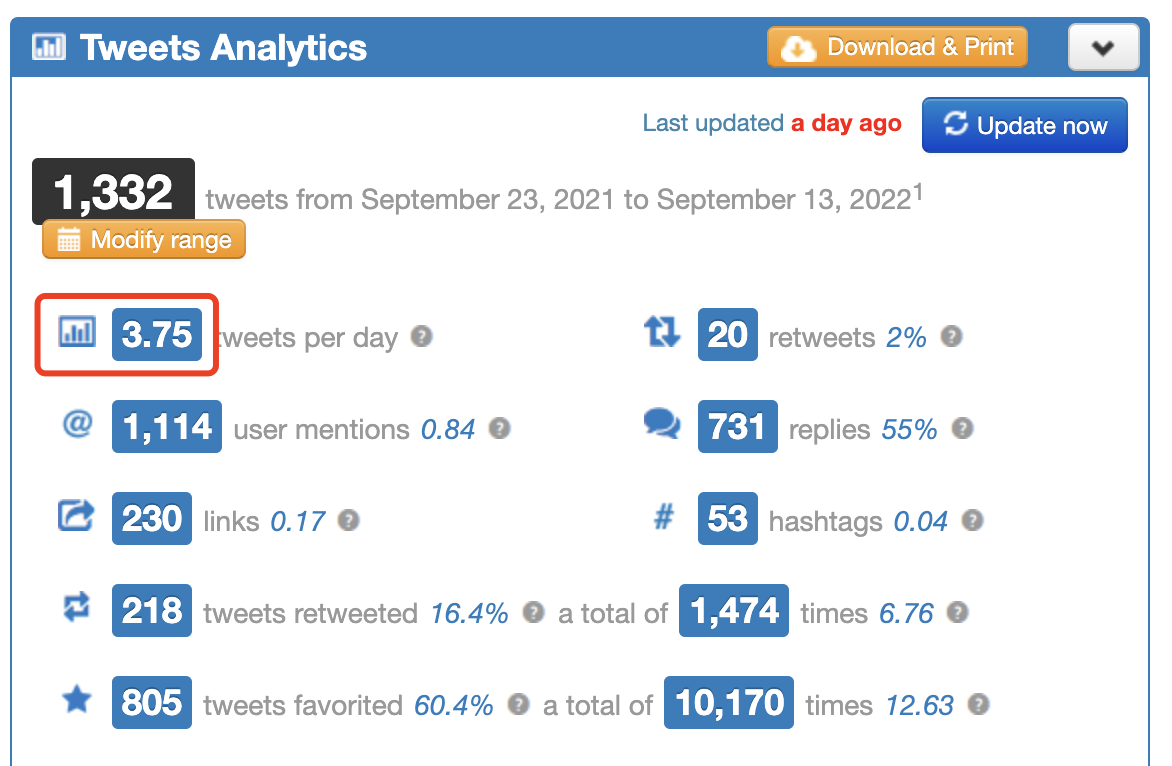 Tweets Analytics Download & Print
Last updated a day ago Update now
1,332 tweets from September 23, 2021 to September 13, 2022¹
Modify range
3.75 tweets per day ? 20 retweets 2% ?
@ 1,114 user mentions 0.84 ? 731 replies 55% ?
230 links 0.17 ? # 53 hashtags 0.04 ?
218 tweets retweeted 16.4% ? a total of 1,474 times 6.76 ?
805 tweets favorited 60.4% ? a total of 10,170 times 12.63 ?